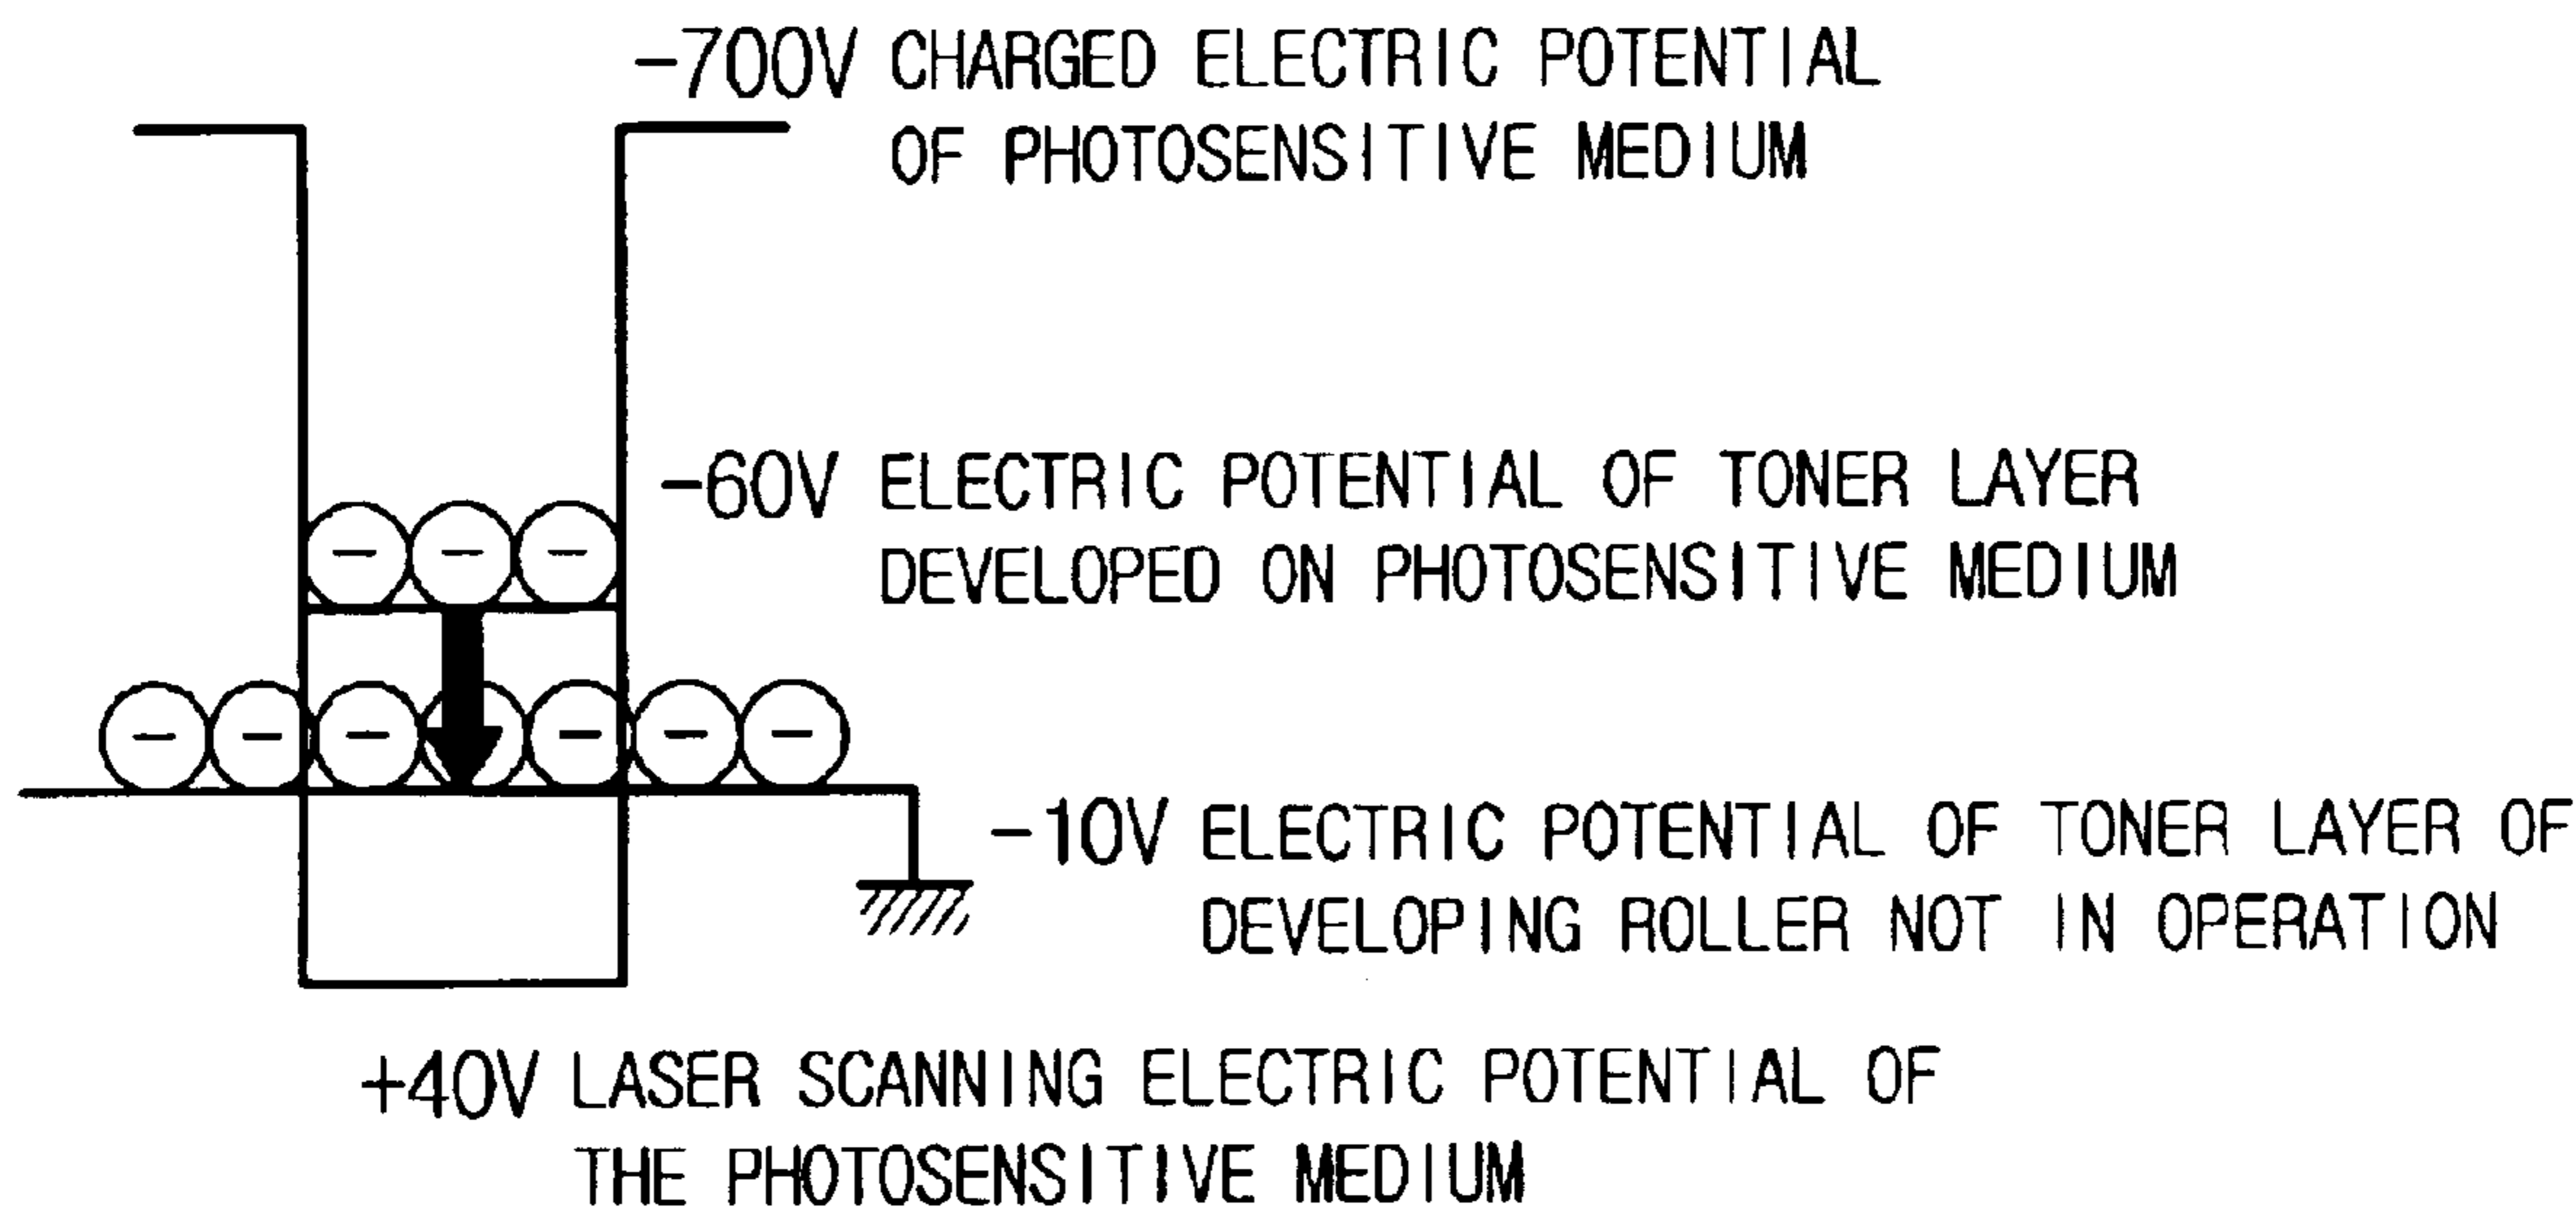 -700V CHARGED ELECTRIC POTENTIAL
OF PHOTOSENSITIVE MEDIUM
-60V ELECTRIC POTENTIAL OF TONER LAYER
DEVELOPED ON PHOTOSENSITIVE MEDIUM
-10V ELECTRIC POTENTIAL OF TONER LAYER OF
DEVELOPING ROLLER NOT IN OPERATION
+40V LASER SCANNING ELECTRIC POTENTIAL OF
THE PHOTOSENSITIVE MEDIUM